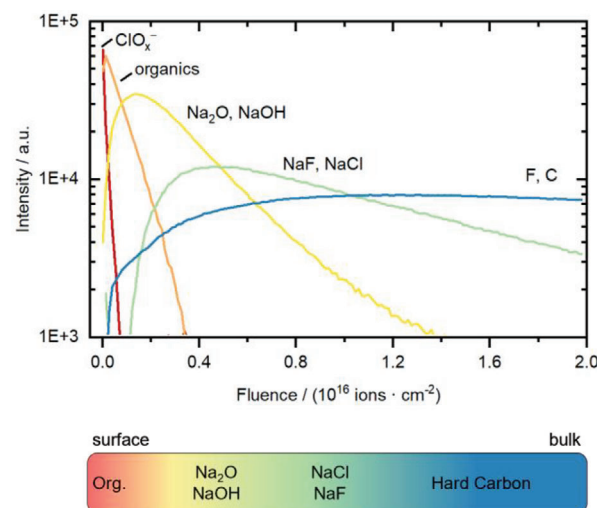 1E+5
ClOₓ⁻
organics
Na₂O, NaOH
NaF, NaCl
F, C
1E+4
1E+3
Intensity / a.u.
0.0 0.4 0.8 1.2 1.6 2.0
Fluence / (10¹⁶ ions · cm⁻²)
surface bulk
Org. Na₂O NaOH NaCl NaF Hard Carbon